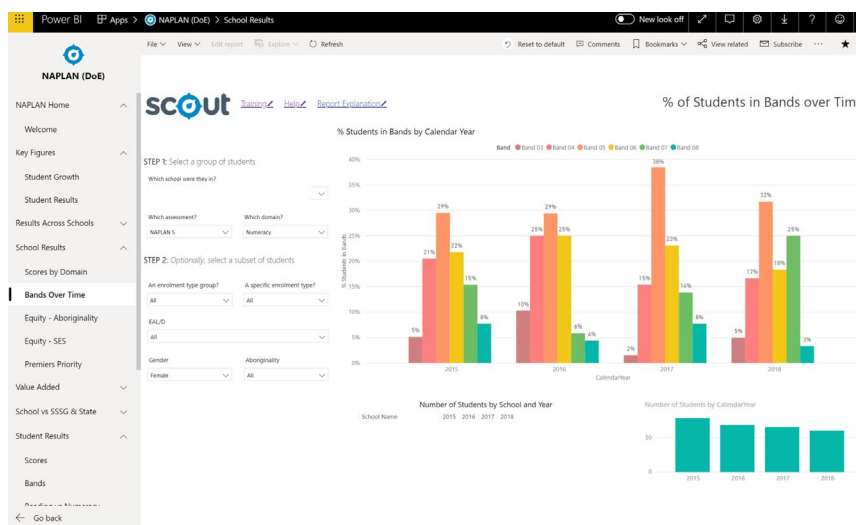 Power BI Apps > NAPLAN (DoE) > School Results New look off ?
File View Edit report Explore Refresh Reset to default Comments Bookmarks View related Subscribe ...
NAPLAN (DoE)
NAPLAN Home
Welcome
Key Figures
Student Growth
Student Results
Results Across Schools
School Results
Scores by Domain
Bands Over Time
Equity - Aboriginality
Equity - SES
Premiers Priority
Value Added
School vs SSSG & State
Student Results
Scores
Bands
Reading vs Numeracy
Go back
scout Training Help Report Explanation % of Students in Bands over Tim
STEP 1: Select a group of students
Which school were they in?
Which assessment? Which domain?
NAPLAN 5 Numeracy
STEP 2: Optionally, select a subset of students
An enrolment type group? A specific enrolment type?
All All
EAL/D
All
Gender Aboriginality
Female All
% Students in Bands by Calendar Year
Band Band 03 Band 04 Band 05 Band 06 Band 07 Band 08
% Students in Bands
40%
35%
30%
25%
20%
15%
10%
5%
0%
5% 21% 29% 22% 15% 8%
10% 25% 29% 25% 6% 4%
2% 15% 38% 23% 14% 8%
5% 17% 32% 18% 25% 3%
2015 2016 2017 2018
CalendarYear
Number of Students by School and Year
School Name 2015 2016 2017 2018
Number of Students by CalendarYear
50
0
2015 2016 2017 2018